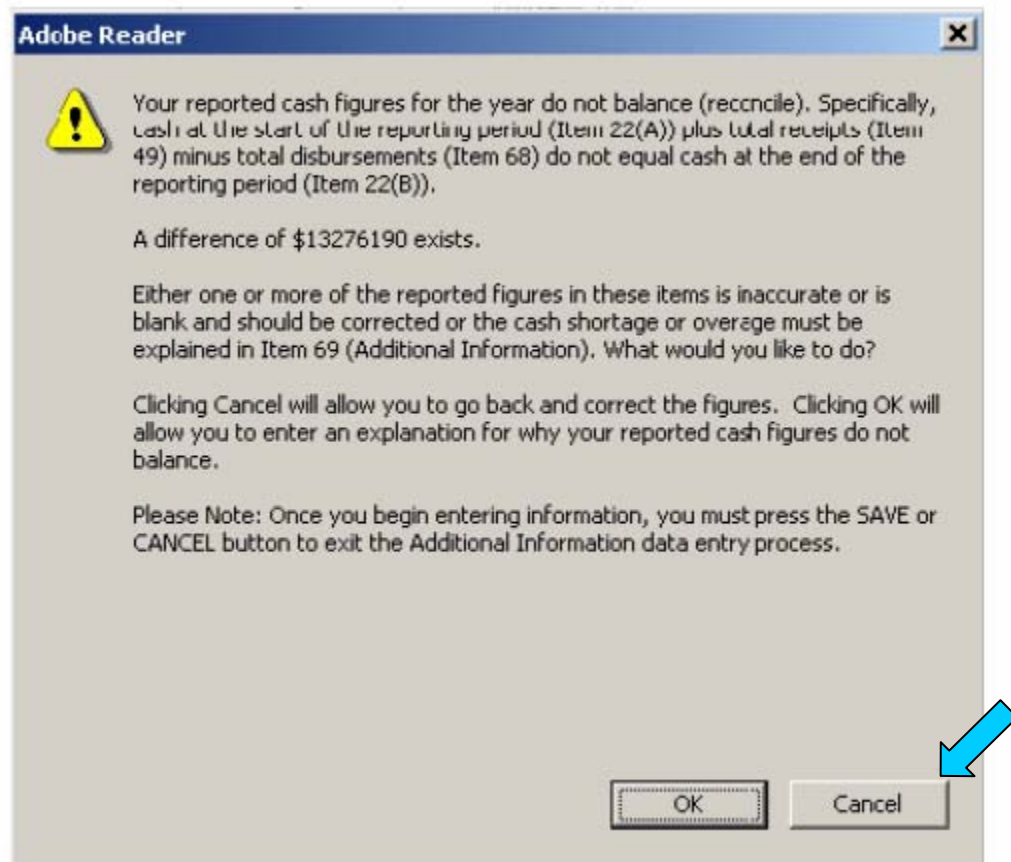 Adobe Reader
Your reported cash figures for the year do not balance (reconcile). Specifically,
cash at the start of the reporting period (Item 22(A)) plus total receipts (Item
49) minus total disbursements (Item 68) do not equal cash at the end of the
reporting period (Item 22(B)).
A difference of $13276190 exists.
Either one or more of the reported figures in these items is inaccurate or is
blank and should be corrected or the cash shortage or overage must be
explained in Item 69 (Additional Information). What would you like to do?
Clicking Cancel will allow you to go back and correct the figures.  Clicking OK will
allow you to enter an explanation for why your reported cash figures do not
balance.
Please Note: Once you begin entering information, you must press the SAVE or
CANCEL button to exit the Additional Information data entry process.
OK
Cancel